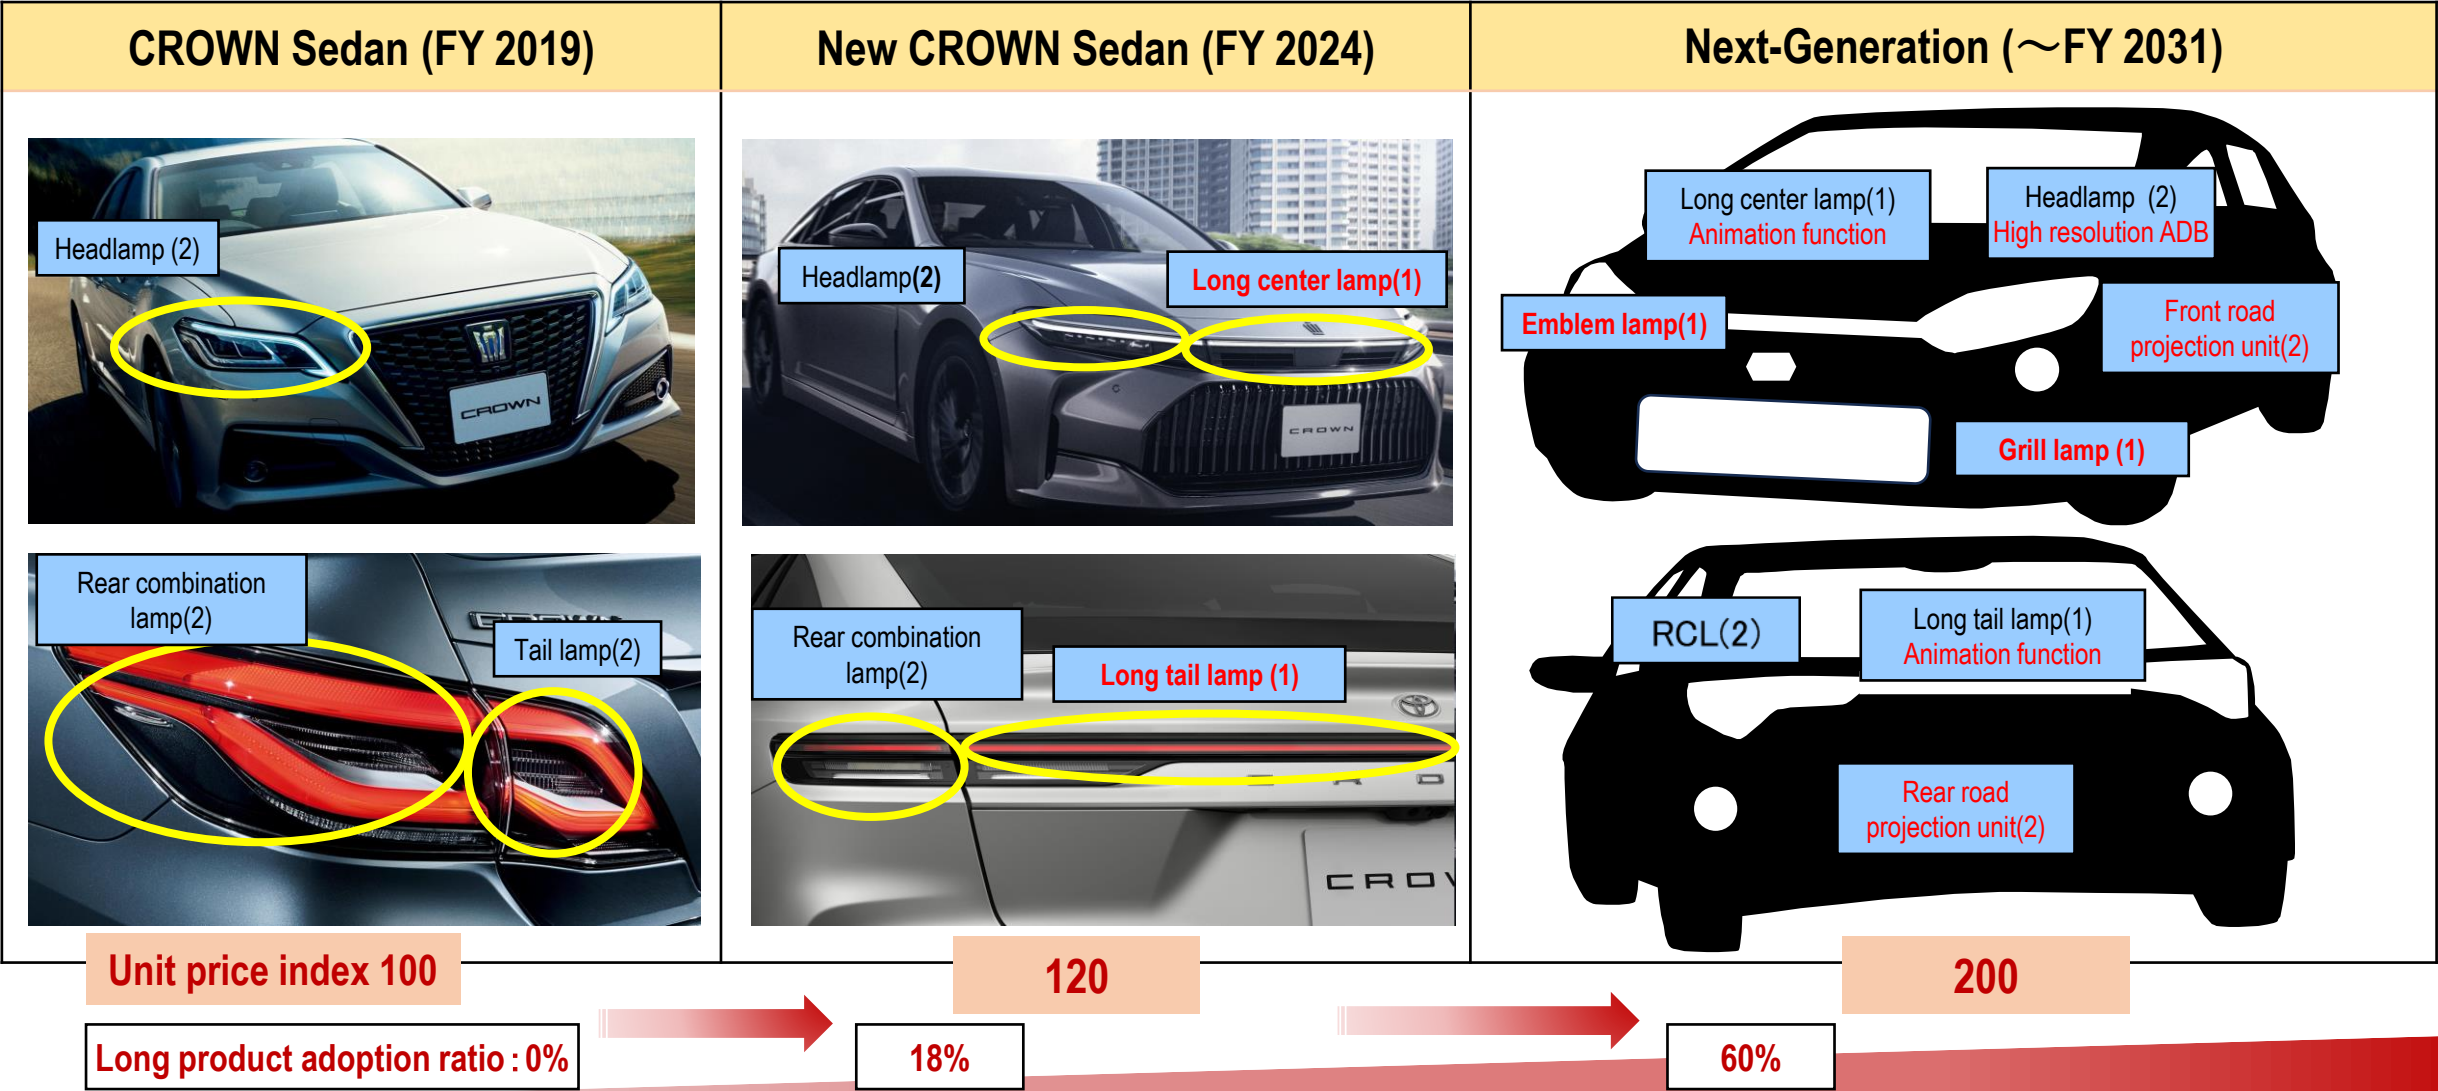 CROWN Sedan (FY 2019)
New CROWN Sedan (FY 2024)
Next-Generation (～FY 2031)
Headlamp (2)
CROWN
Rear combination
lamp(2)
CROWN
Tail lamp(2)
Headlamp(2)
Long center lamp(1)
CROWN
Rear combination
lamp(2)
Long tail lamp (1)
C R O
CROW
Long center lamp(1)
Animation function
Headlamp (2)
High resolution ADB
Emblem lamp(1)
Front road
projection unit(2)
Grill lamp (1)
RCL(2)
Long tail lamp(1)
Animation function
Rear road
projection unit(2)
Unit price index 100
120
200
Long product adoption ratio : 0%
18%
60%